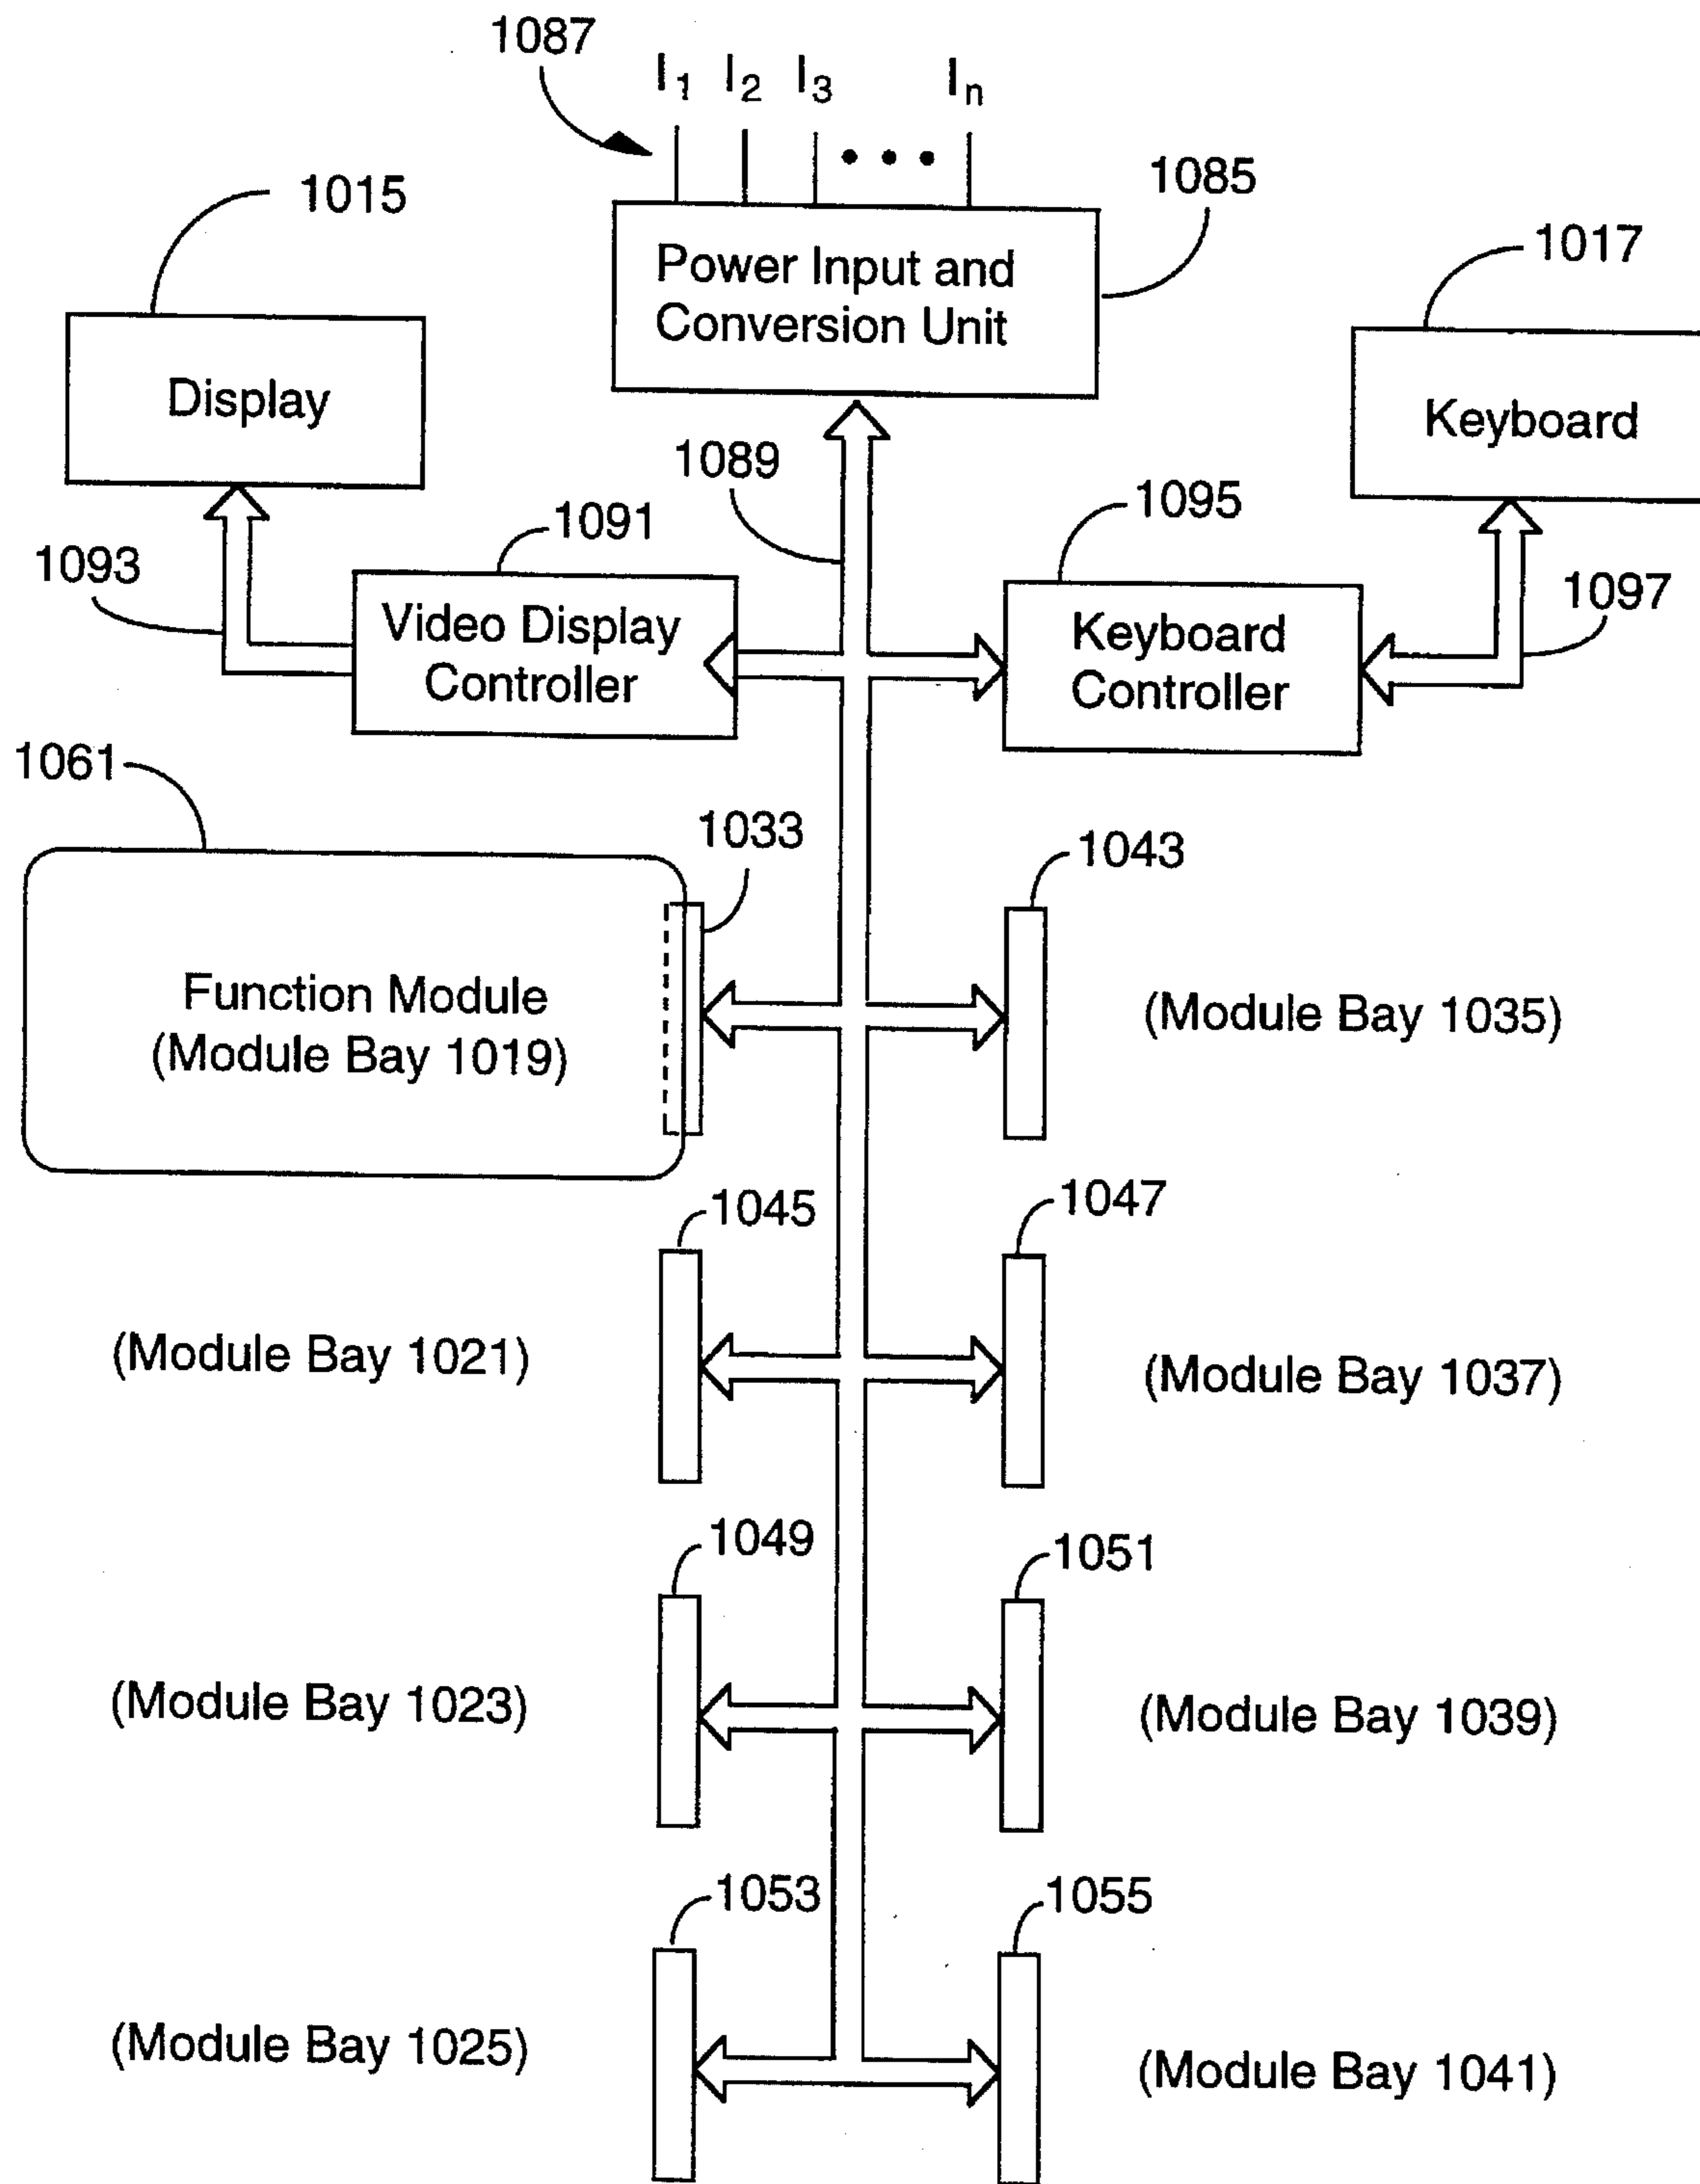 1087
I1 I2 I3 • • • In
1015
1085
1017
Power Input and
Conversion Unit
Display
Keyboard
1089
1091
1095
1093
1097
Video Display
Controller
Keyboard
Controller
1061
1033
1043
Function Module
(Module Bay 1019)
(Module Bay 1035)
1045
1047
(Module Bay 1021)
(Module Bay 1037)
1049
1051
(Module Bay 1023)
(Module Bay 1039)
1053
1055
(Module Bay 1025)
(Module Bay 1041)